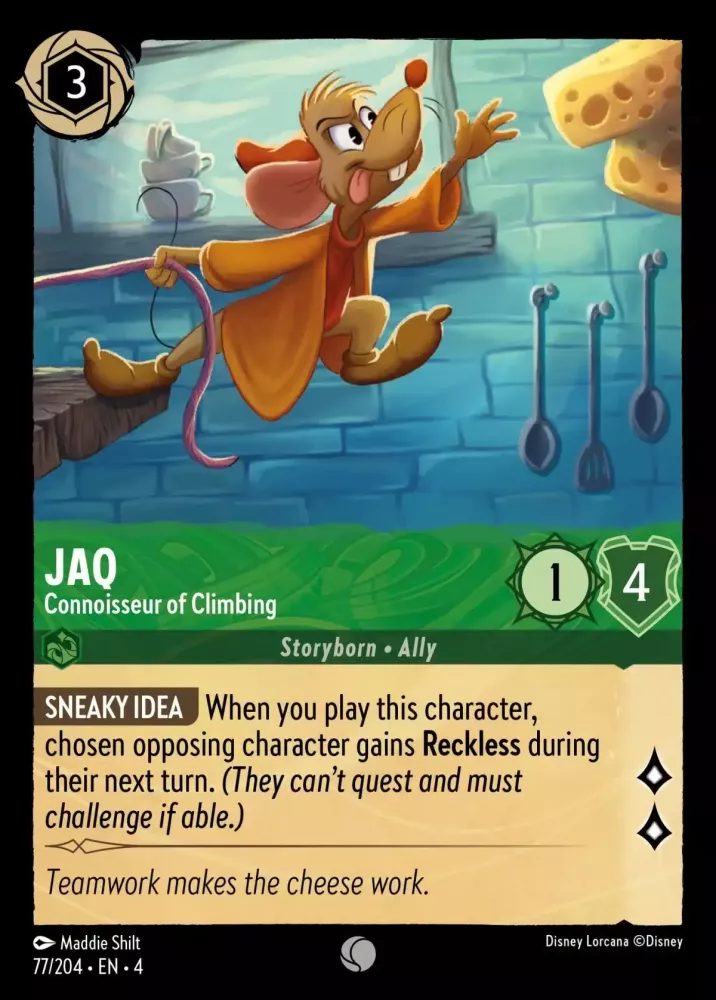 3
JAQ
Connoisseur of Climbing
1
4
Storyborn • Ally
SNEAKY IDEA When you play this character,
chosen opposing character gains Reckless during
their next turn. (They can't quest and must
challenge if able.)
Teamwork makes the cheese work.
Maddie Shilt
Disney Lorcana ©Disney
77/204 • EN • 4